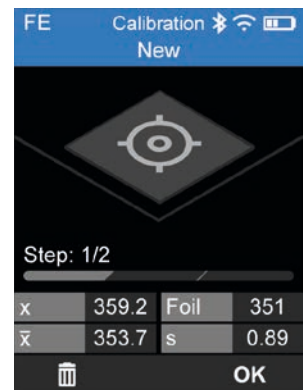 FE Calibration
New
Step: 1/2
x 359.2 Foil 351
x̄ 353.7 s 0.89
OK